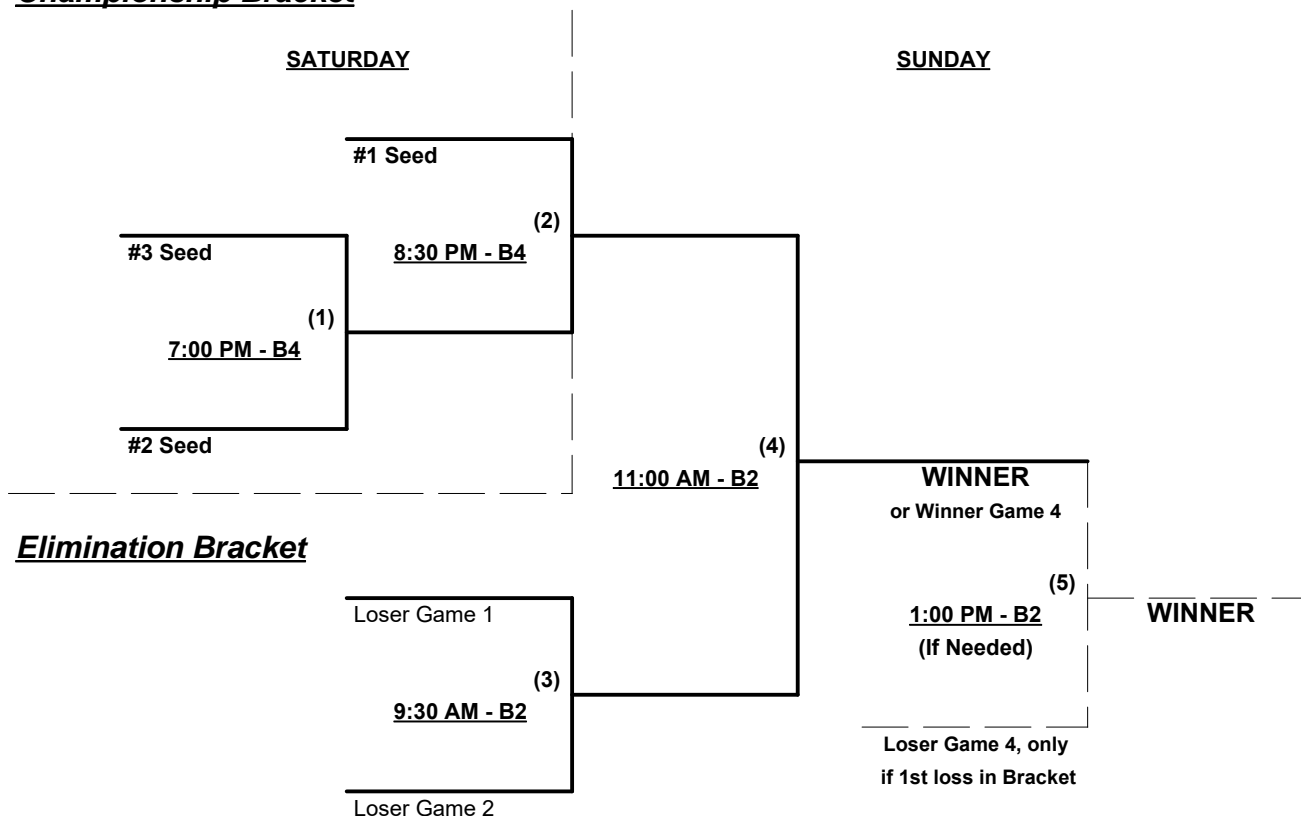 Championship Bracket
SATURDAY
SUNDAY
#1 Seed
(2)
8:30 PM - B4
#3 Seed
(1)
7:00 PM - B4
#2 Seed
(4)
11:00 AM - B2
WINNER
or Winner Game 4
Elimination Bracket
Loser Game 1
(3)
9:30 AM - B2
Loser Game 2
(5)
1:00 PM - B2
(If Needed)
WINNER
Loser Game 4, only
if 1st loss in Bracket